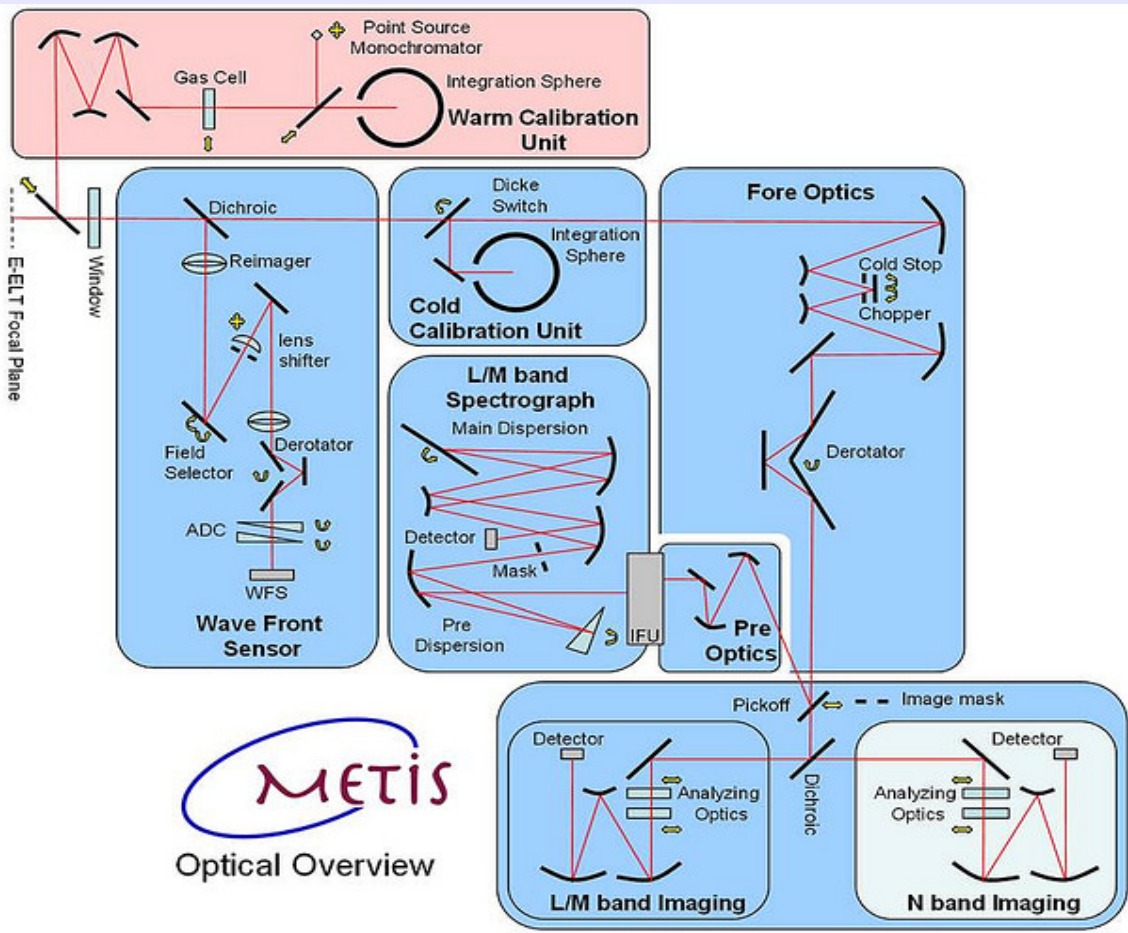 Point Source
Monochromator
Gas Cell
Integration Sphere
Warm Calibration
Unit
E-ELT Focal Plane
Window
Dichroic
Reimager
lens
shifter
Field
Selector
Derotator
ADC
WFS
Wave Front
Sensor
Dicke
Switch
Integration
Sphere
Cold
Calibration Unit
L/M band
Spectrograph
Main Dispersion
Detector
Mask
Pre
Dispersion
IFU
Fore Optics
Cold Stop
Chopper
Derotator
Pre
Optics
Pickoff
Image mask
Dichroic
Detector
Analyzing
Optics
L/M band Imaging
Detector
Analyzing
Optics
N band Imaging
METIS
Optical Overview